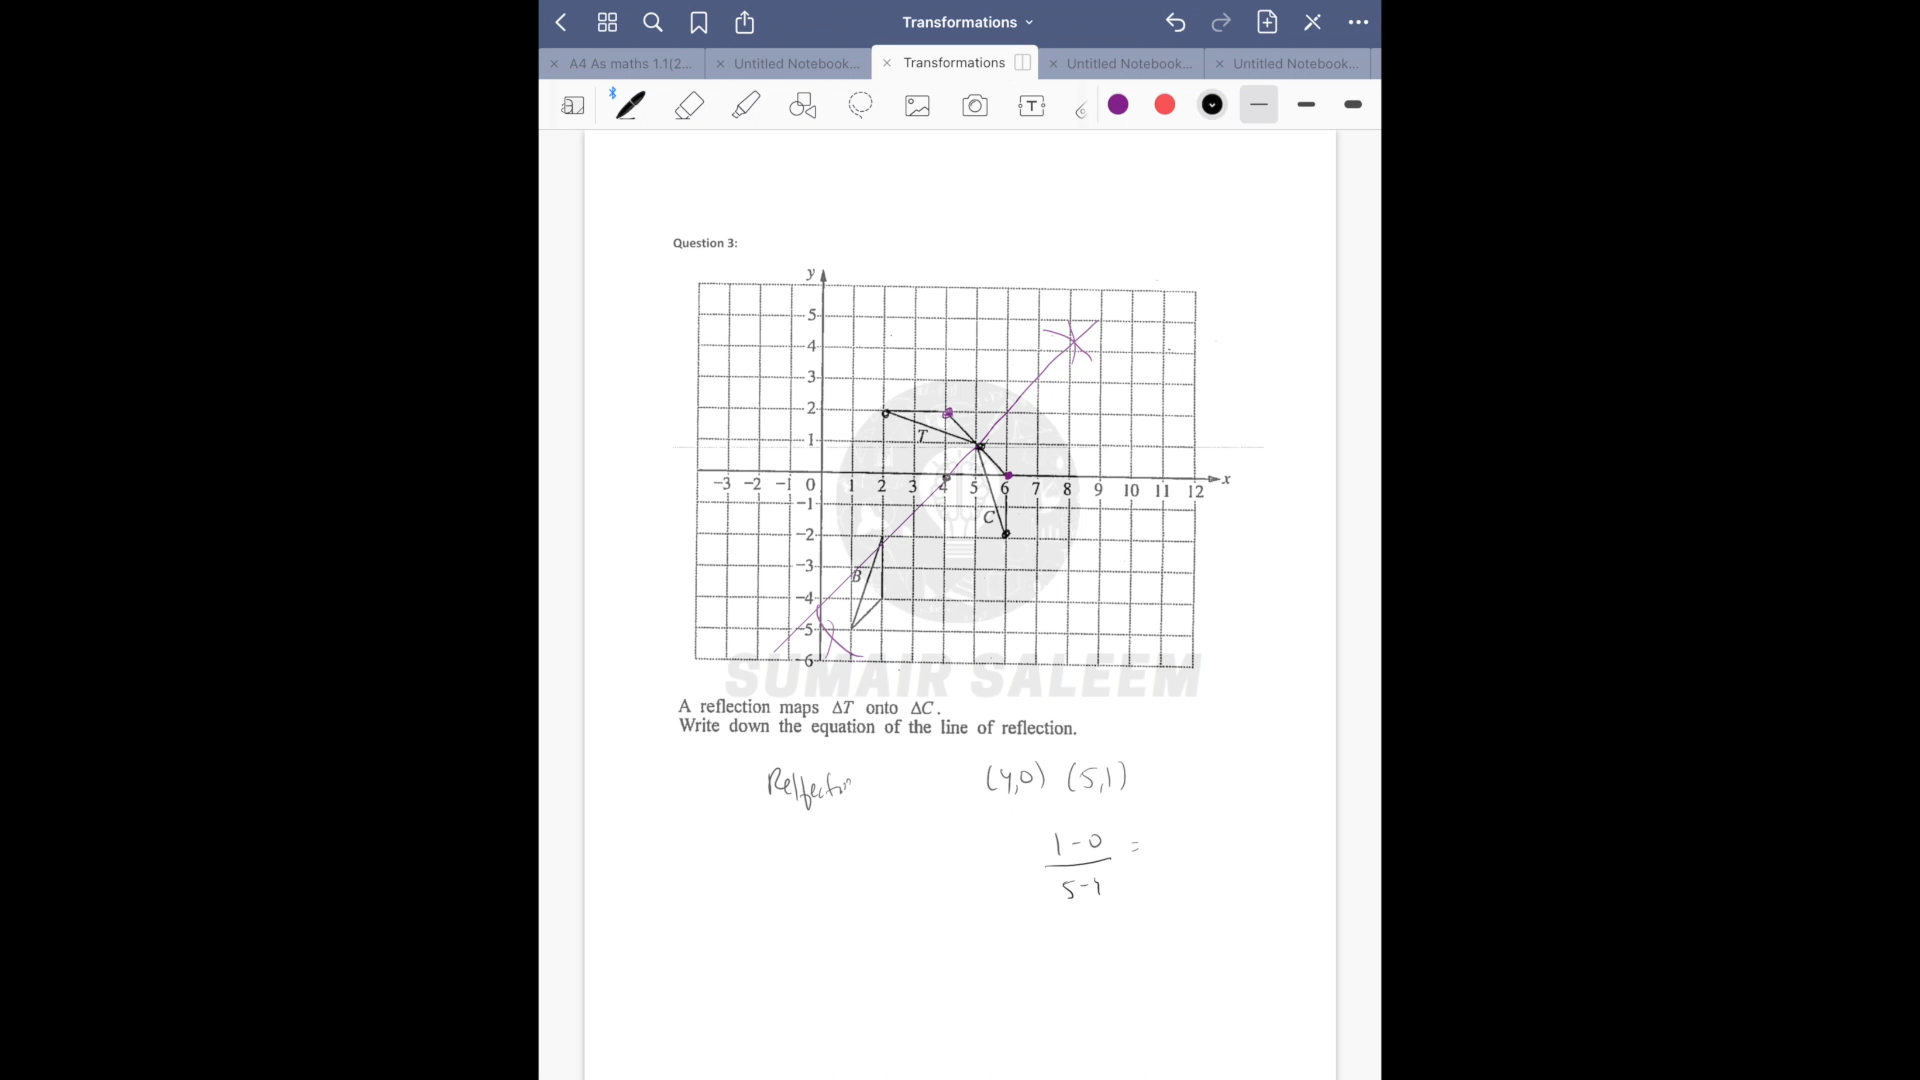 Transformations
A4 As maths 1.1(2...
Untitled Notebook...
Transformations
Untitled Notebook...
Untitled Notebook...
a
T
Question 3:
y
5
4
3
2
1
T
-3 -2 -1 0 1 2 3 4 5 6 7 8 9 10 11 12 x
-1
C
-2
-3
B
-4
-5
-6
SUMAIR SALEEM
A reflection maps ΔT onto ΔC.
Write down the equation of the line of reflection.
Relfection (4,0) (5,1)
1-0 =
5-4